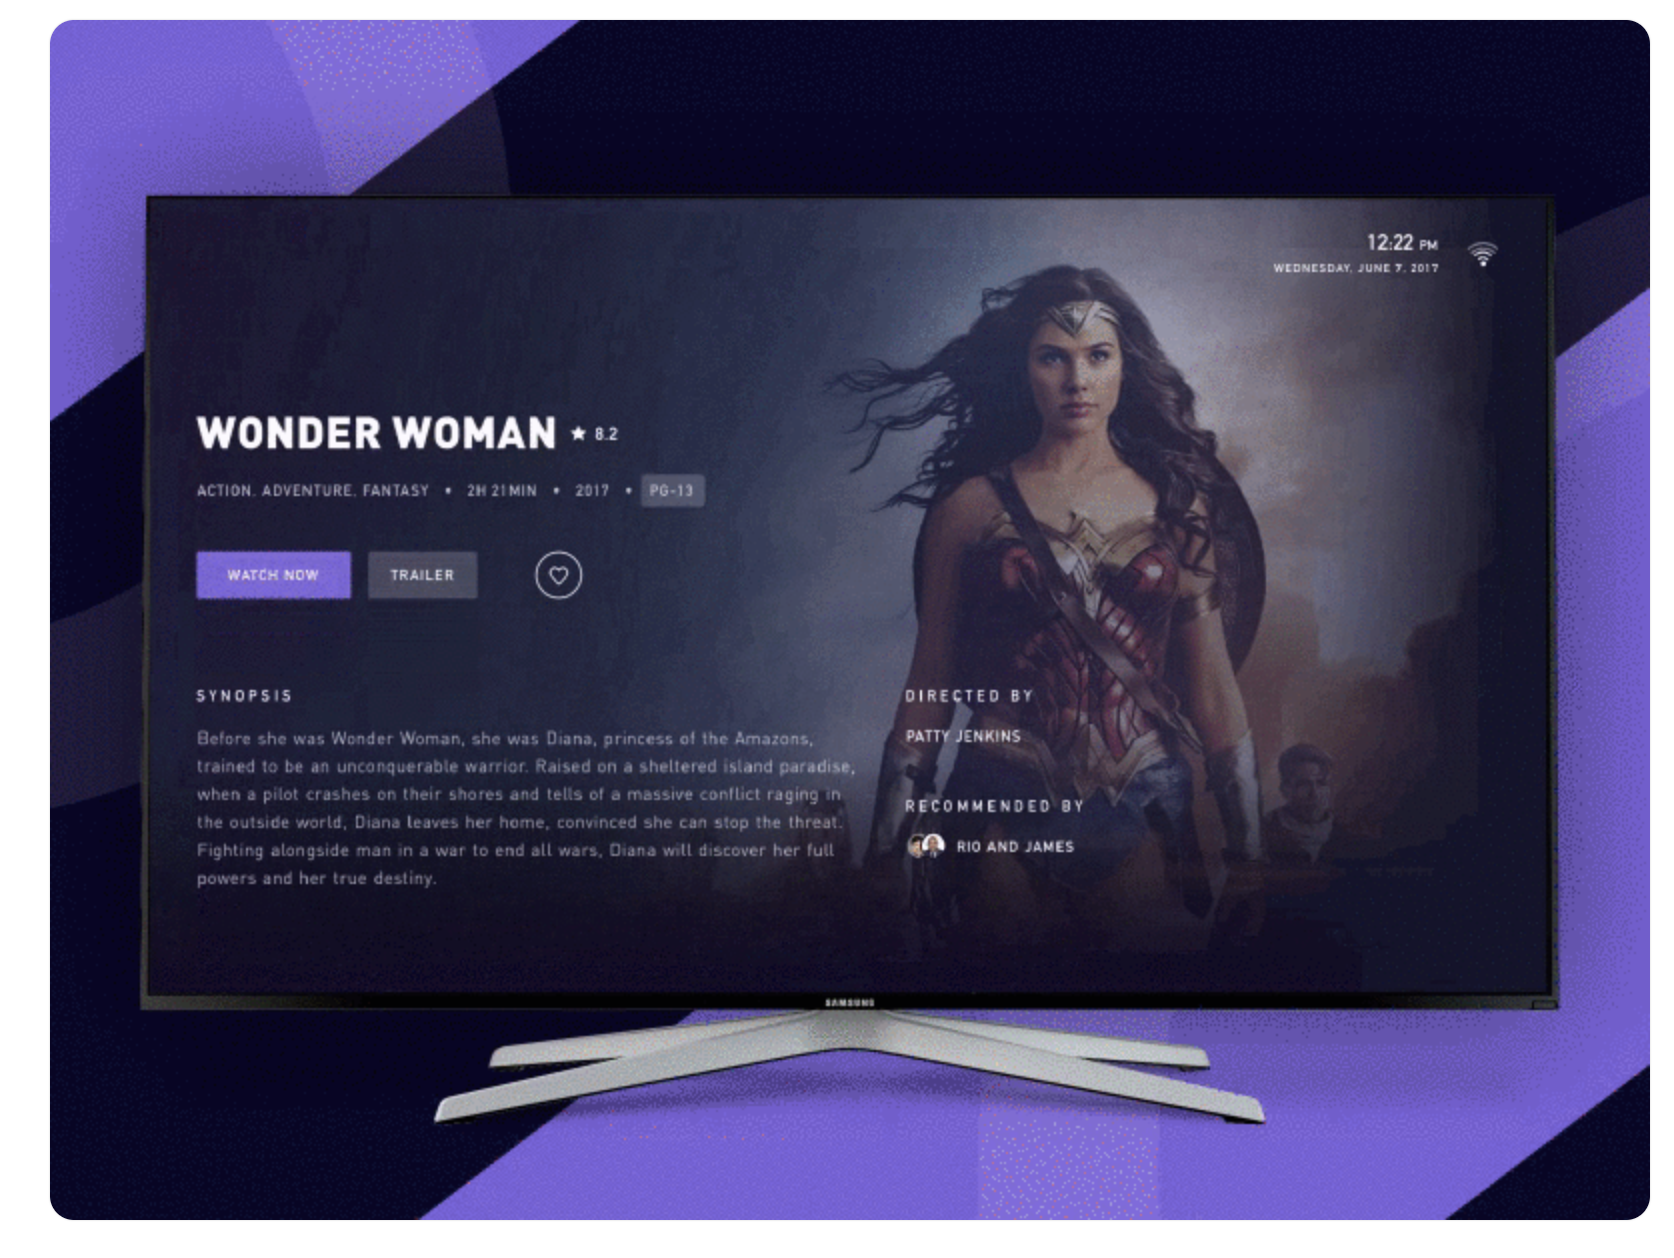 12:22 PM
WEDNESDAY, JUNE 7, 2017
WONDER WOMAN ★ 8.2
ACTION. ADVENTURE. FANTASY • 2H 21MIN • 2017 • PG-13
WATCH NOW TRAILER
SYNOPSIS
Before she was Wonder Woman, she was Diana, princess of the Amazons,
trained to be an unconquerable warrior. Raised on a sheltered island paradise,
when a pilot crashes on their shores and tells of a massive conflict raging in
the outside world, Diana leaves her home, convinced she can stop the threat.
Fighting alongside man in a war to end all wars, Diana will discover her full
powers and her true destiny.
DIRECTED BY
PATTY JENKINS
RECOMMENDED BY
RIO AND JAMES
SAMSUNG